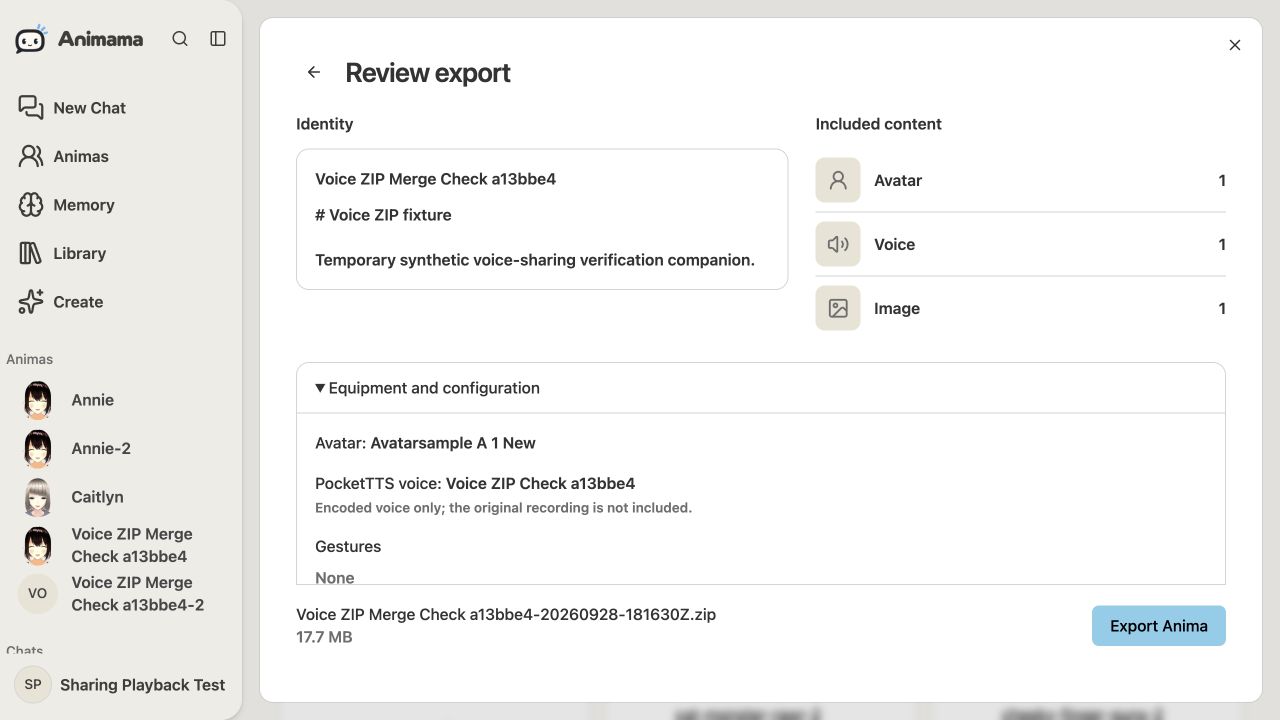 Animama
New Chat
Animas
Memory
Library
Create
Animas
Annie
Annie-2
Caitlyn
Voice ZIP Merge
Check a13bbe4
VO
Voice ZIP Merge
Check a13bbe4-2
Chats
SP
Sharing Playback Test
Review export
Identity
Voice ZIP Merge Check a13bbe4
# Voice ZIP fixture
Temporary synthetic voice-sharing verification companion.
Included content
Avatar 1
Voice 1
Image 1
▼ Equipment and configuration
Avatar: Avatarsample A 1 New
PocketTTS voice: Voice ZIP Check a13bbe4
Encoded voice only; the original recording is not included.
Gestures
None
Voice ZIP Merge Check a13bbe4-20260928-181630Z.zip
17.7 MB
Export Anima